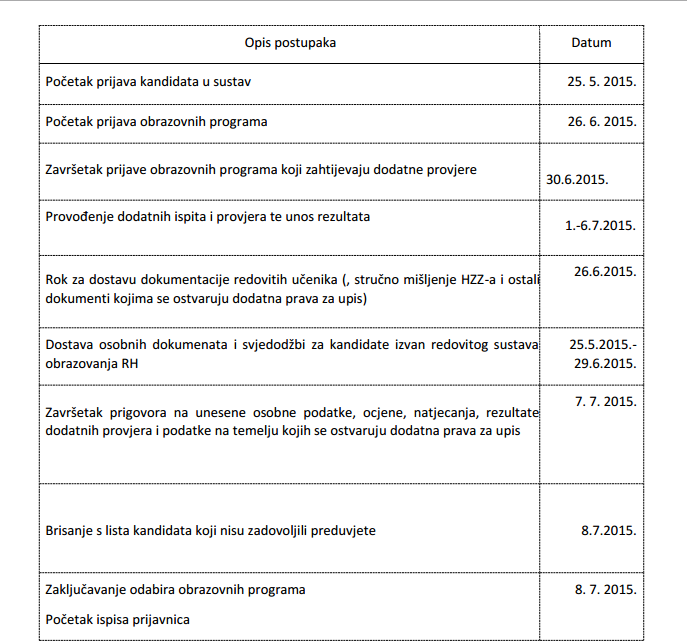 Opis postupaka Datum
Početak prijava kandidata u sustav 25. 5. 2015.
Početak prijava obrazovnih programa 26. 6. 2015.
Završetak prijave obrazovnih programa koji zahtijevaju dodatne provjere
30.6.2015.
Provođenje dodatnih ispita i provjera te unos rezultata
1.-6.7.2015.
26.6.2015.
Rok za dostavu dokumentacije redovitih učenika (, stručno mišljenje HZZ-a i ostali
dokumenti kojima se ostvaruju dodatna prava za upis)
Dostava osobnih dokumenata i svjedodžbi za kandidate izvan redovitog sustava 25.5.2015.-
obrazovanja RH 29.6.2015.
7. 7. 2015.
Završetak prigovora na unesene osobne podatke, ocjene, natjecanja, rezultate
dodatnih provjera i podatke na temelju kojih se ostvaruju dodatna prava za upis
Brisanje s lista kandidata koji nisu zadovoljili preduvjete 8.7.2015.
Zaključavanje odabira obrazovnih programa 8. 7. 2015.
Početak ispisa prijavnica